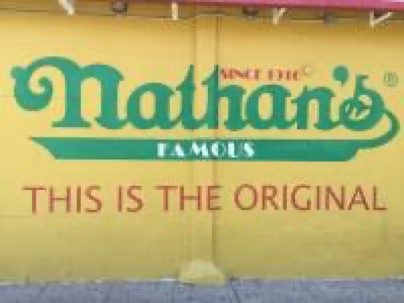 SINCE 1916
Nathan's®
FAMOUS
THIS IS THE ORIGINAL